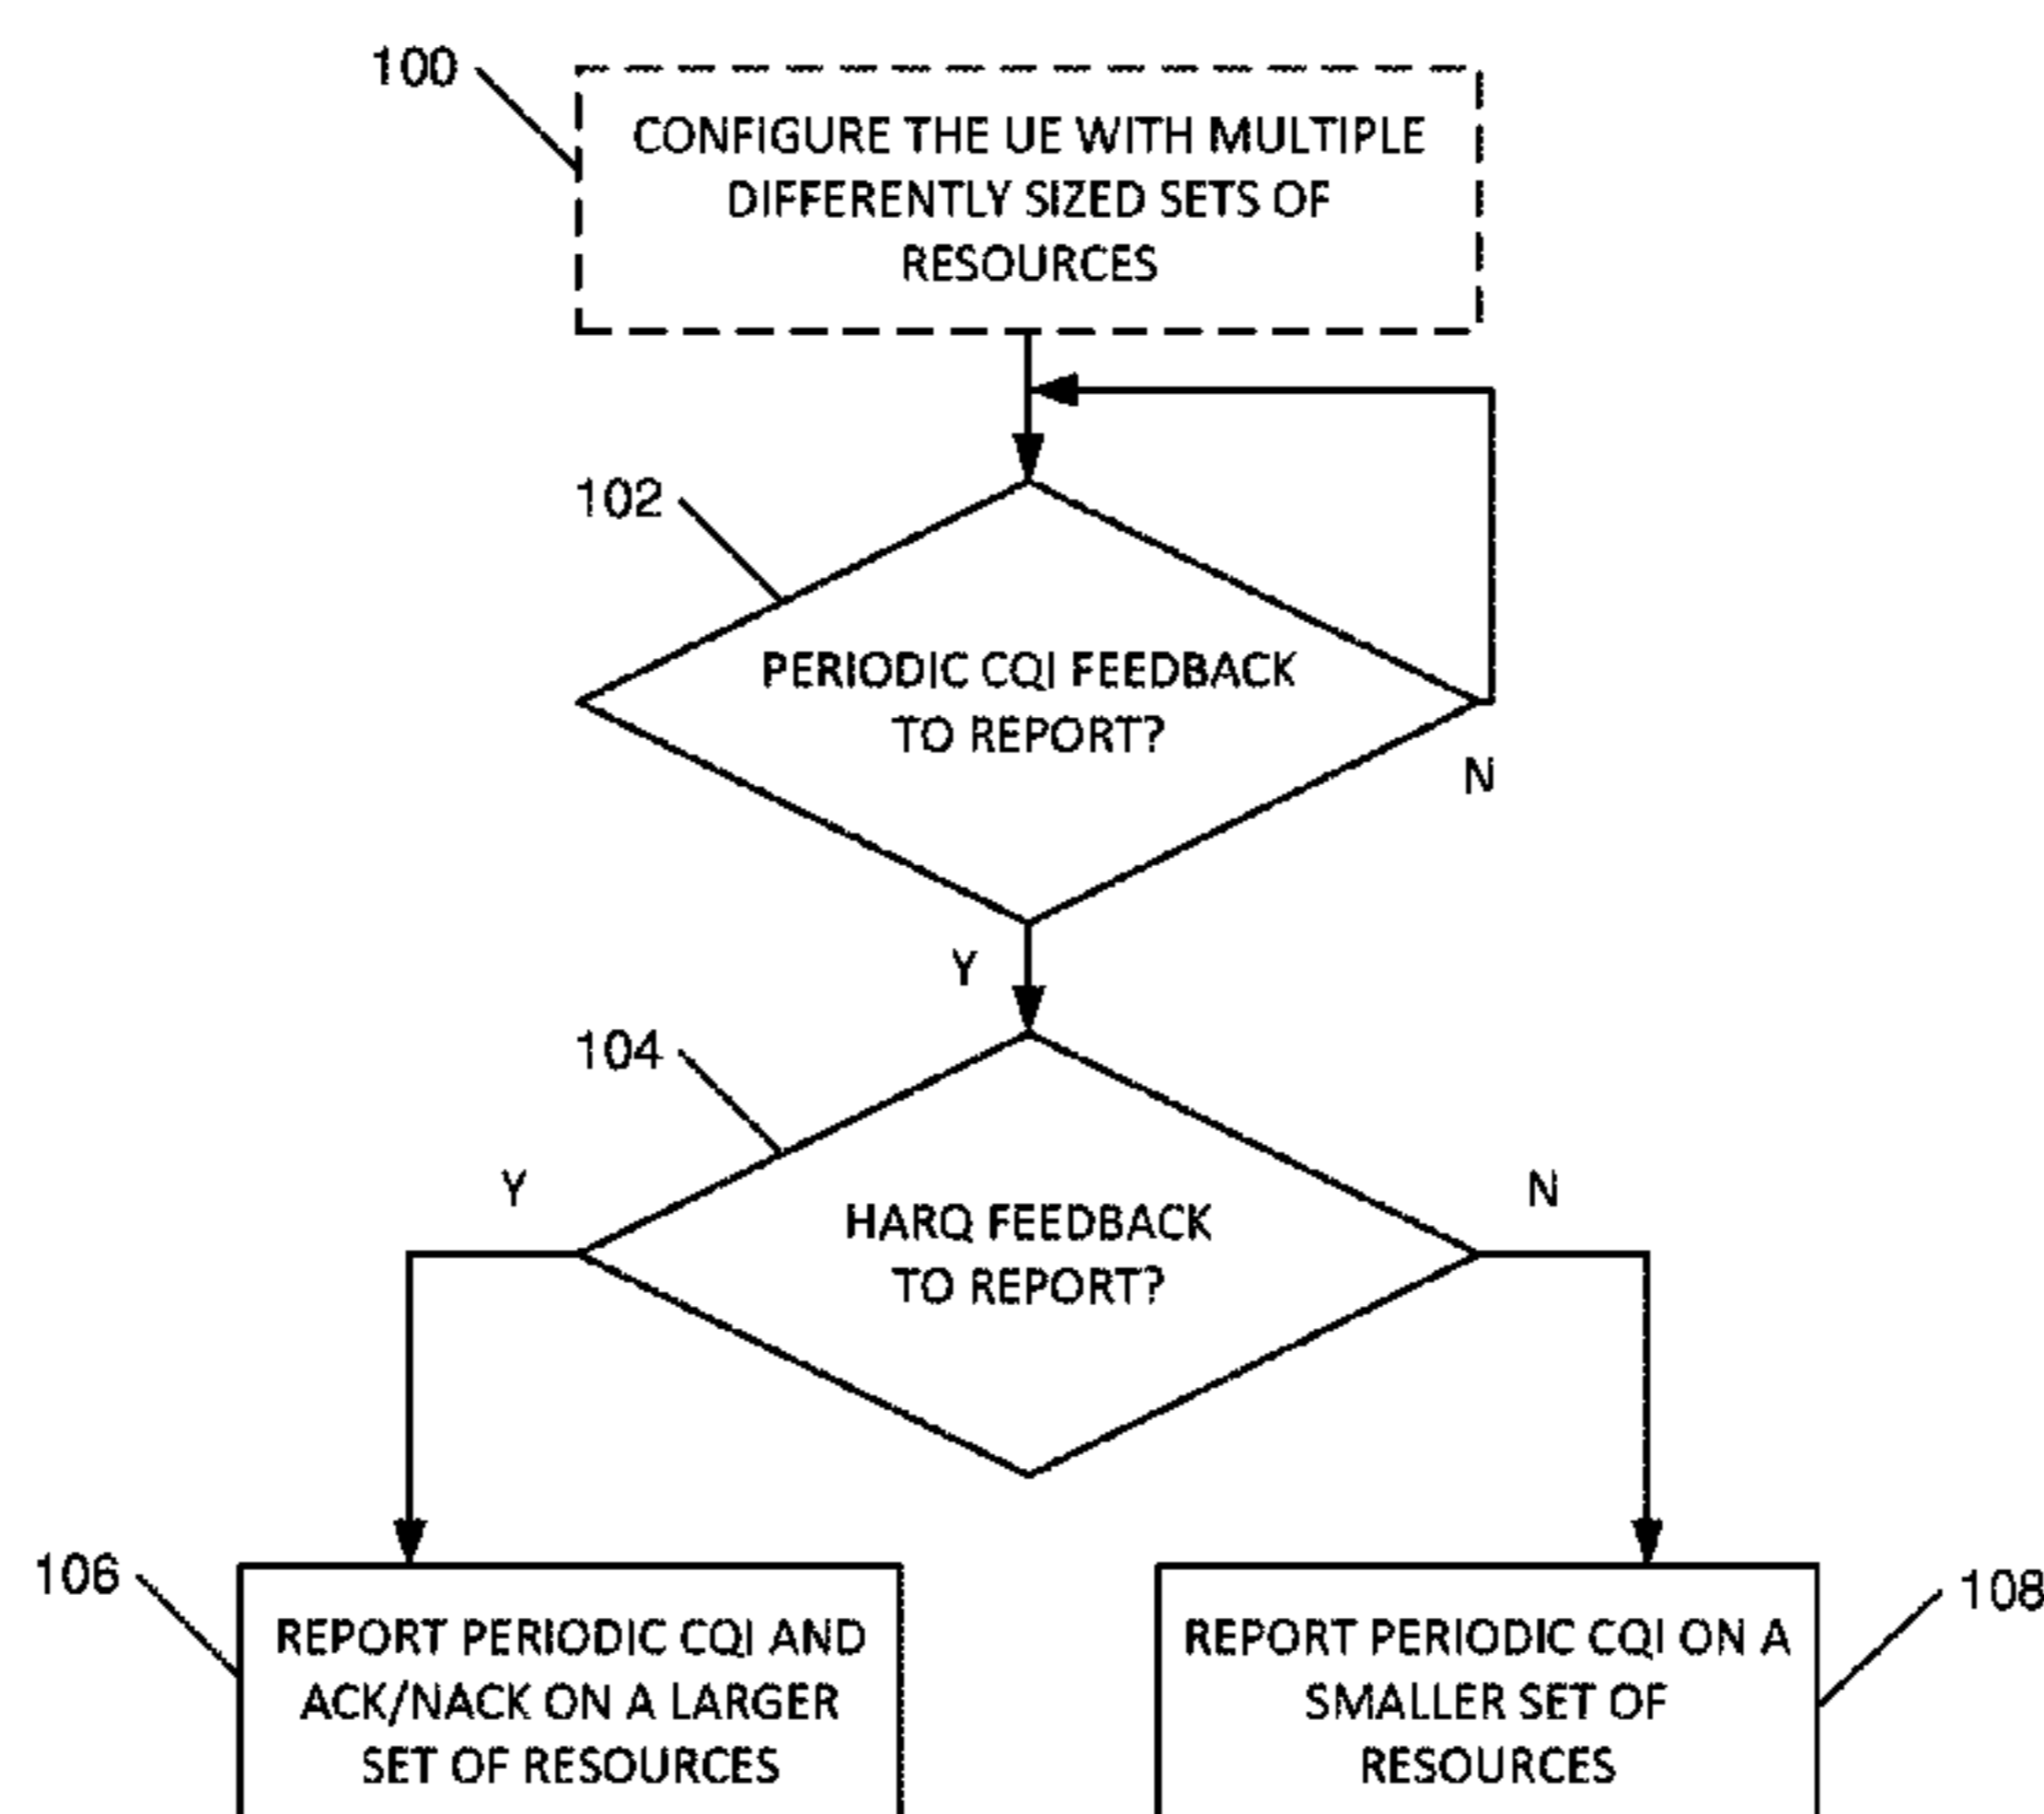 100
CONFIGURE THE UE WITH MULTIPLE
DIFFERENTLY SIZED SETS OF
RESOURCES
102
PERIODIC CQI FEEDBACK
TO REPORT?
N
Y
104
Y
N
HARQ FEEDBACK
TO REPORT?
106
REPORT PERIODIC CQI AND
ACK/NACK ON A LARGER
SET OF RESOURCES
REPORT PERIODIC CQI ON A
SMALLER SET OF
RESOURCES
108